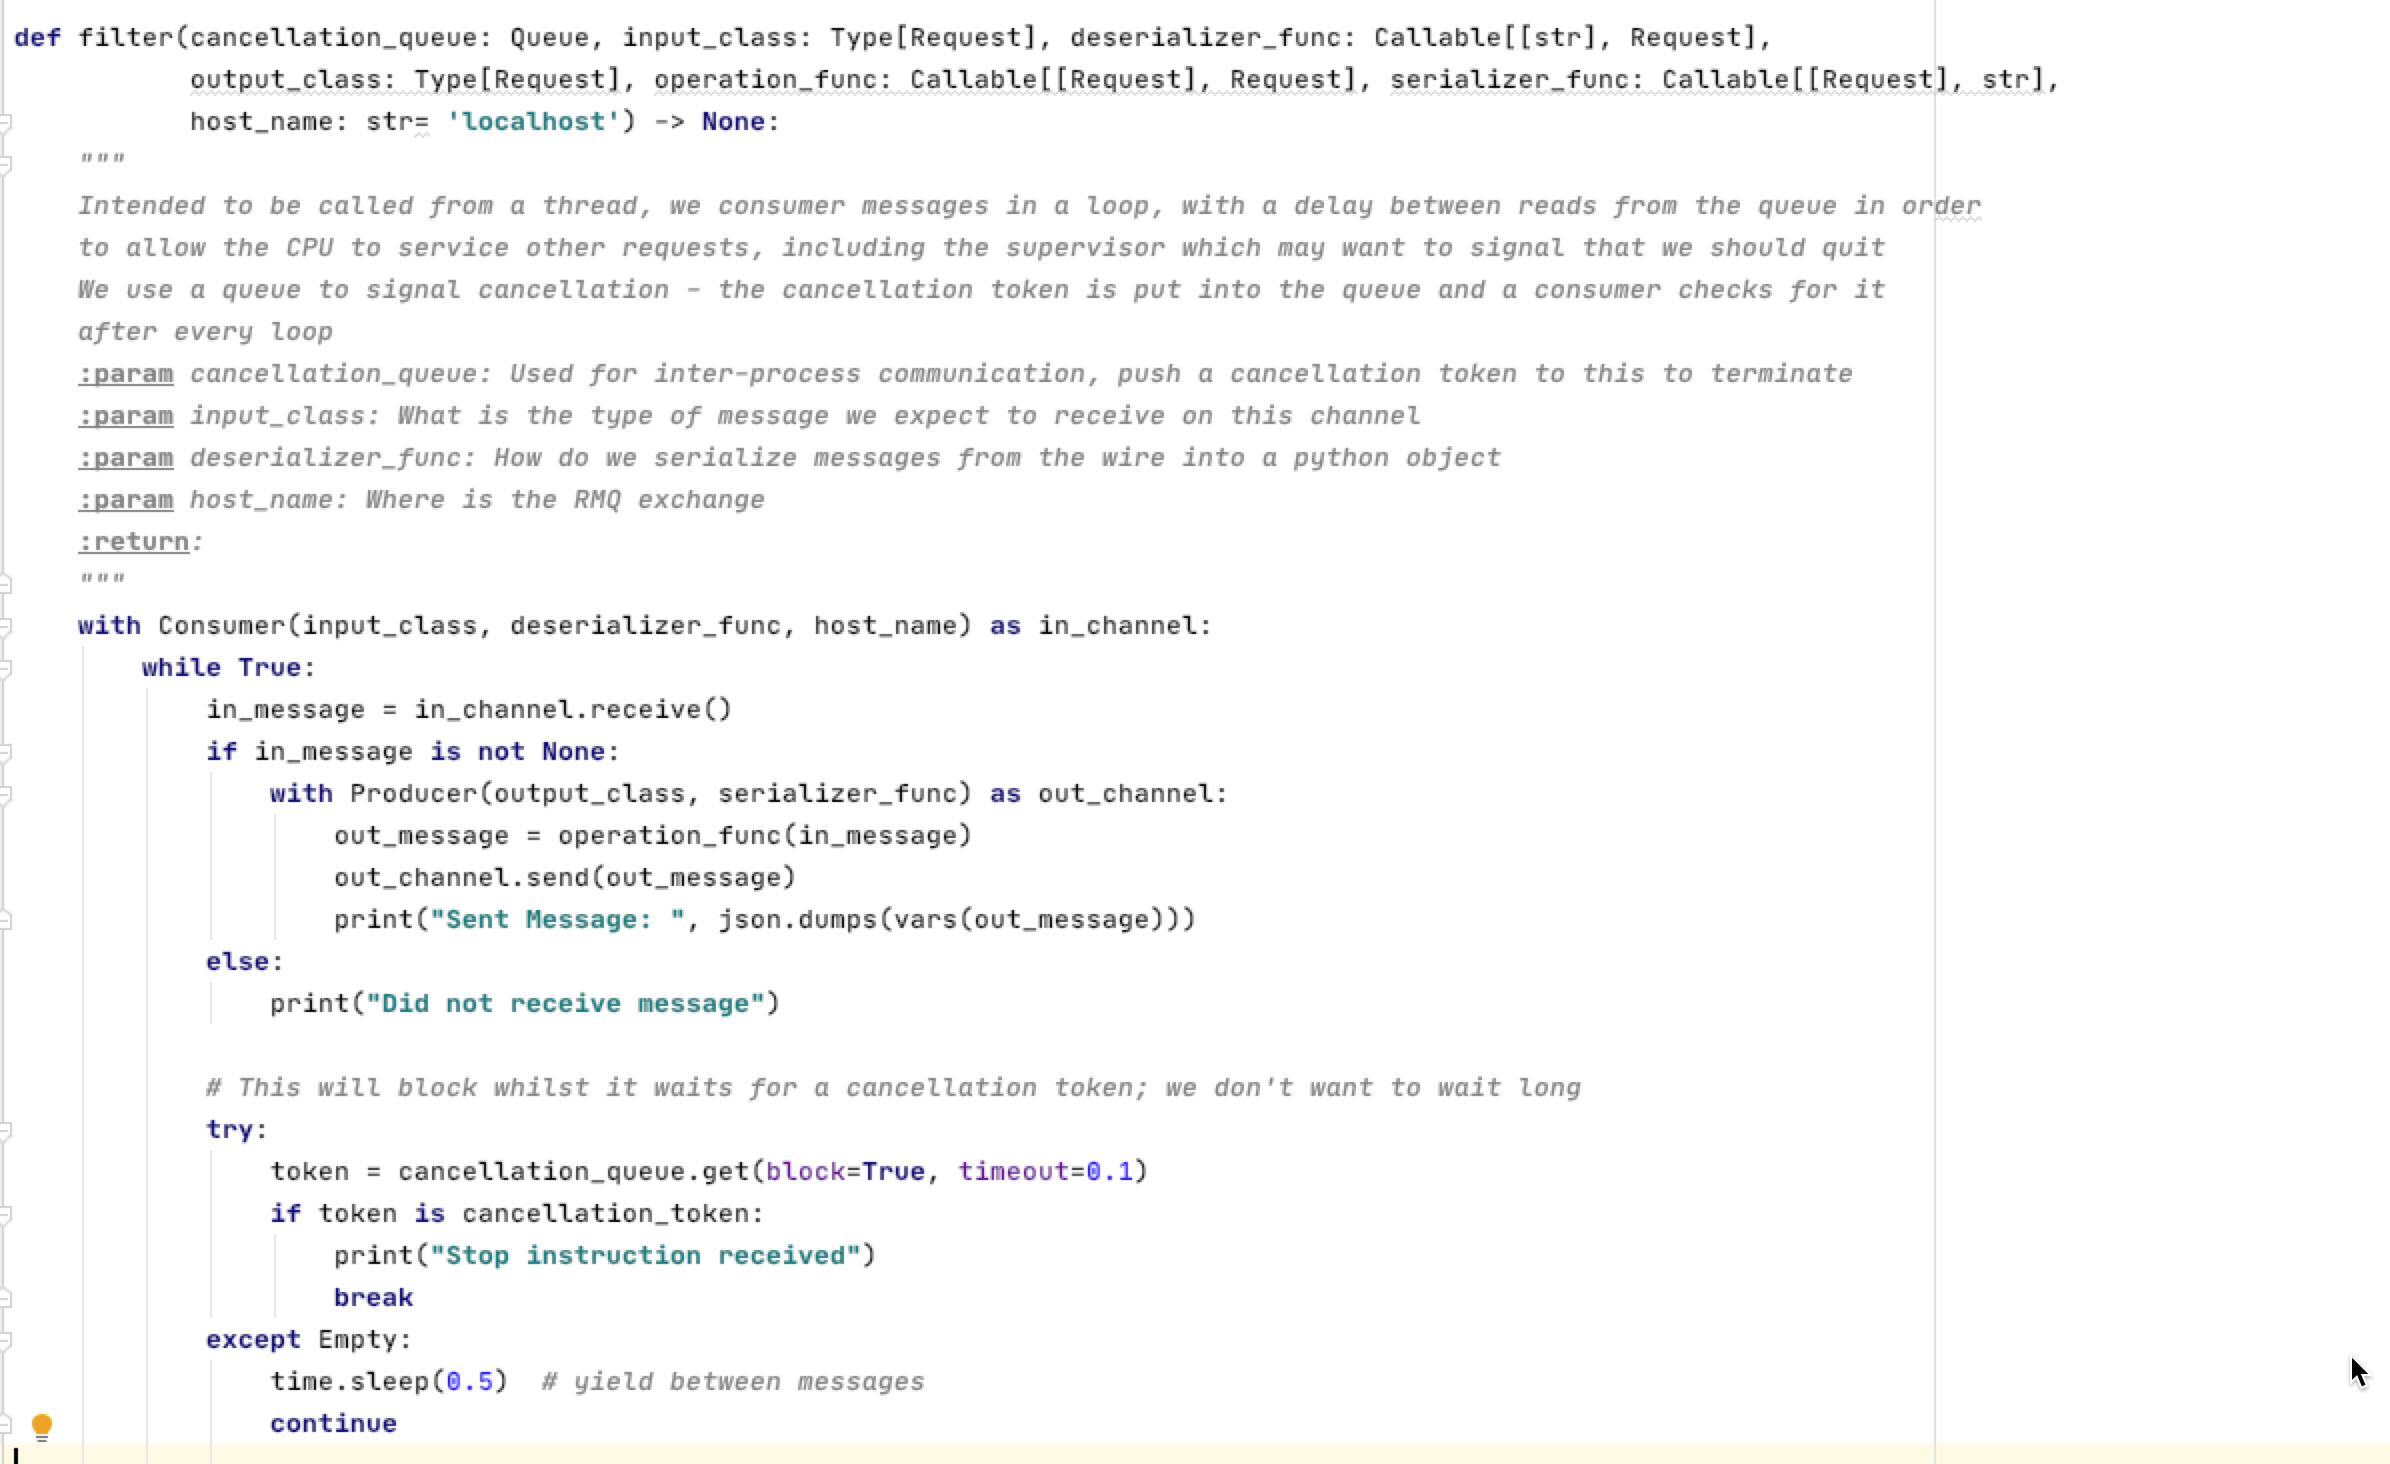 def filter(cancellation_queue: Queue, input_class: Type[Request], deserializer_func: Callable[[str], Request],
           output_class: Type[Request], operation_func: Callable[[Request], Request], serializer_func: Callable[[Request], str],
           host_name: str= 'localhost') -> None:
    """
    Intended to be called from a thread, we consumer messages in a loop, with a delay between reads from the queue in order
    to allow the CPU to service other requests, including the supervisor which may want to signal that we should quit
    We use a queue to signal cancellation - the cancellation token is put into the queue and a consumer checks for it
    after every loop
    :param cancellation_queue: Used for inter-process communication, push a cancellation token to this to terminate
    :param input_class: What is the type of message we expect to receive on this channel
    :param deserializer_func: How do we serialize messages from the wire into a python object
    :param host_name: Where is the RMQ exchange
    :return:
    """
    with Consumer(input_class, deserializer_func, host_name) as in_channel:
        while True:
            in_message = in_channel.receive()
            if in_message is not None:
                with Producer(output_class, serializer_func) as out_channel:
                    out_message = operation_func(in_message)
                    out_channel.send(out_message)
                    print("Sent Message: ", json.dumps(vars(out_message)))
            else:
                print("Did not receive message")

            # This will block whilst it waits for a cancellation token; we don't want to wait long
            try:
                token = cancellation_queue.get(block=True, timeout=0.1)
                if token is cancellation_token:
                    print("Stop instruction received")
                    break
            except Empty:
                time.sleep(0.5)  # yield between messages
                continue